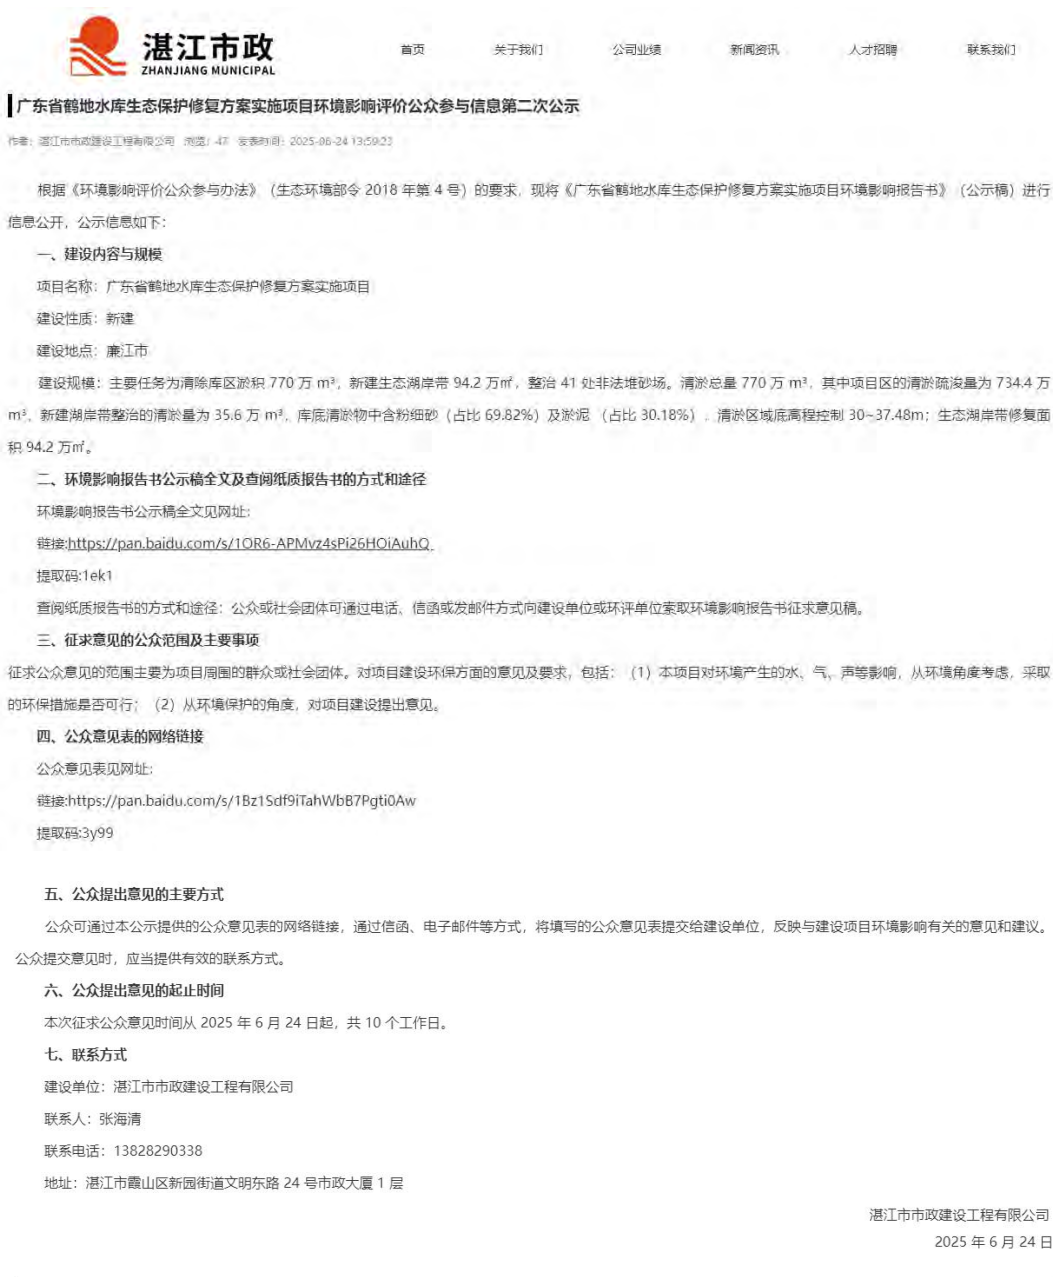 湛江市政
ZHANJIANG MUNICIPAL
首页 关于我们 公司业绩 新闻资讯 人才招聘 联系我们
广东省鹤地水库生态保护修复方案实施项目环境影响评价公众参与信息第二次公示
作者：湛江市市政建设工程有限公司 浏览：47 发表时间：2025-06-24 13:59:23
根据《环境影响评价公众参与办法》（生态环境部令 2018 年第 4 号）的要求，现将《广东省鹤地水库生态保护修复方案实施项目环境影响报告书》（公示稿）进行
信息公开，公示信息如下：
一、建设内容与规模
项目名称：广东省鹤地水库生态保护修复方案实施项目
建设性质：新建
建设地点：廉江市
建设规模：主要任务为清除库区淤积 770 万 m³，新建生态湖岸带 94.2 万㎡，整治 41 处非法堆砂场。清淤总量 770 万 m³，其中项目区的清淤疏浚量为 734.4 万
m³、新建湖岸带整治的清淤量为 35.6 万 m³，库底清淤物中含粉细砂（占比 69.82%）及淤泥 （占比 30.18%），清淤区域底高程控制 30~37.48m；生态湖岸带修复面
积 94.2 万㎡。
二、环境影响报告书公示稿全文及查阅纸质报告书的方式和途径
环境影响报告书公示稿全文见网址：
链接:https://pan.baidu.com/s/1OR6-APMvz4sPi26HOiAuhQ
提取码:1ek1
查阅纸质报告书的方式和途径：公众或社会团体可通过电话、信函或发邮件方式向建设单位或环评单位索取环境影响报告书征求意见稿。
三、征求意见的公众范围及主要事项
征求公众意见的范围主要为项目周围的群众或社会团体。对项目建设环保方面的意见及要求，包括：（1）本项目对环境产生的水、气、声等影响，从环境角度考虑，采取
的环保措施是否可行；（2）从环境保护的角度，对项目建设提出意见。
四、公众意见表的网络链接
公众意见表见网址：
链接:https://pan.baidu.com/s/1Bz1Sdf9iTahWbB7Pgti0Aw
提取码:3y99
五、公众提出意见的主要方式
公众可通过本公示提供的公众意见表的网络链接，通过信函、电子邮件等方式，将填写的公众意见表提交给建设单位，反映与建设项目环境影响有关的意见和建议。
公众提交意见时，应当提供有效的联系方式。
六、公众提出意见的起止时间
本次征求公众意见时间从 2025 年 6 月 24 日起，共 10 个工作日。
七、联系方式
建设单位：湛江市市政建设工程有限公司
联系人：张海清
联系电话：13828290338
地址：湛江市霞山区新园街道文明东路 24 号市政大厦 1 层
湛江市市政建设工程有限公司
2025 年 6 月 24 日